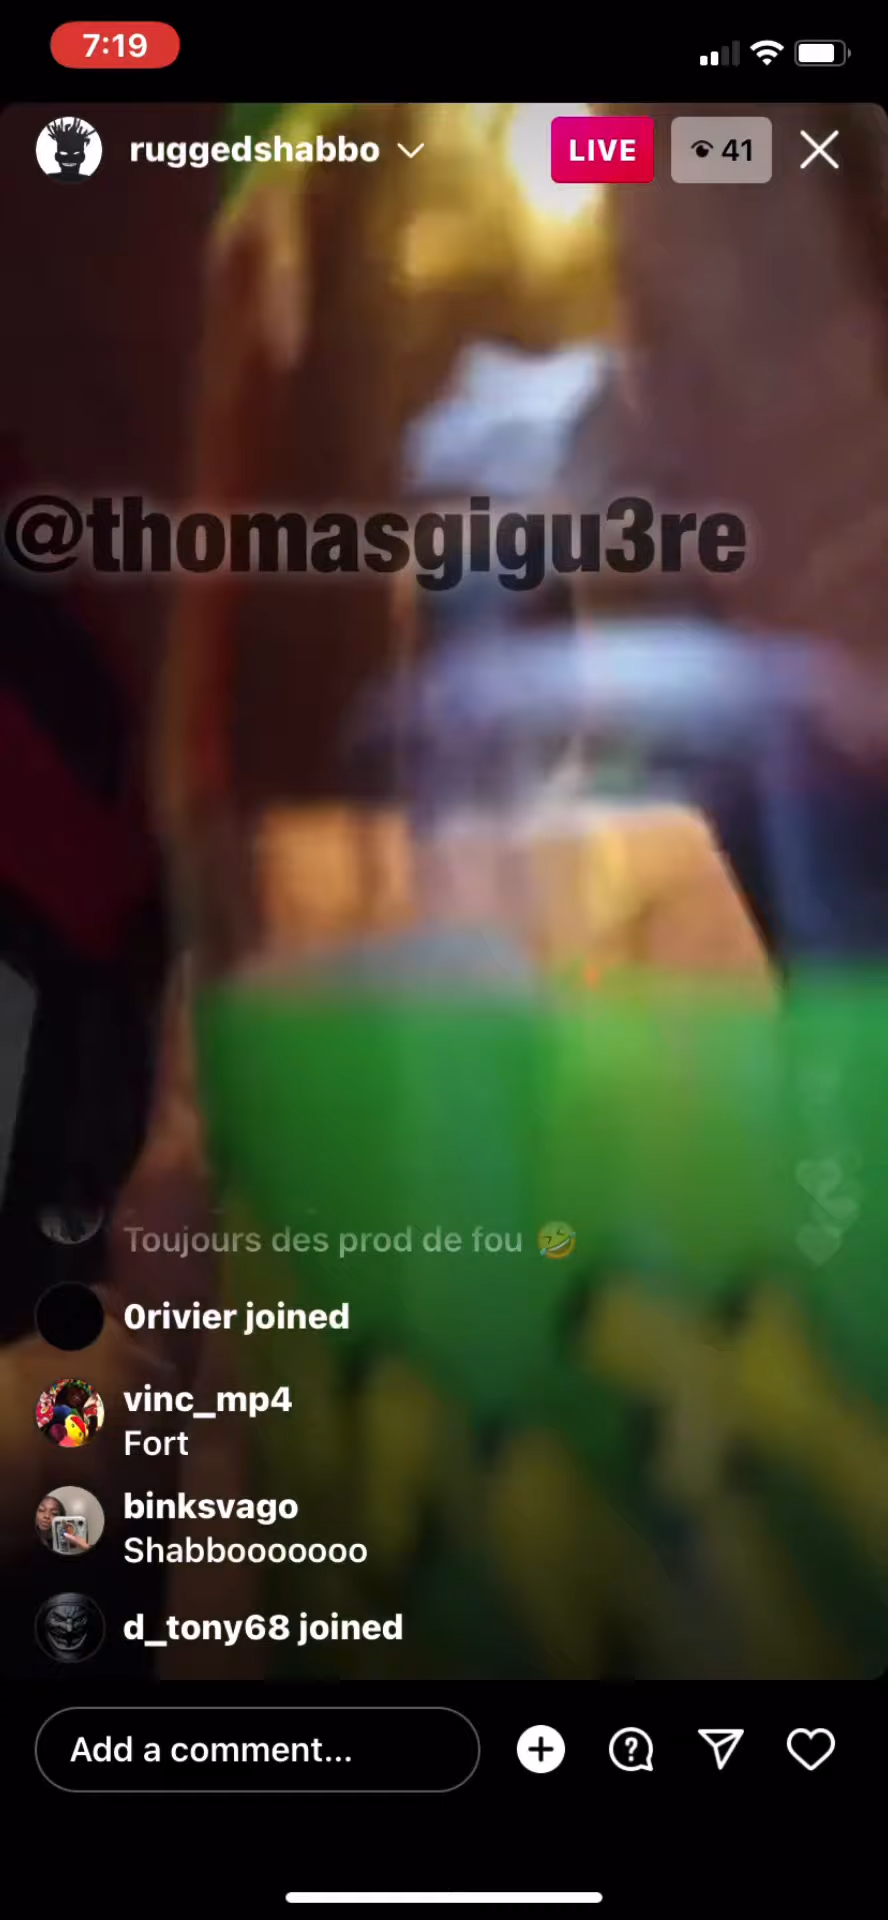 7:19
ruggedshabbo
LIVE
41
@thomasgigu3re
Toujours des prod de fou 🤣
0rivier joined
vinc_mp4
Fort
binksvago
Shabbooooooo
d_tony68 joined
Add a comment...